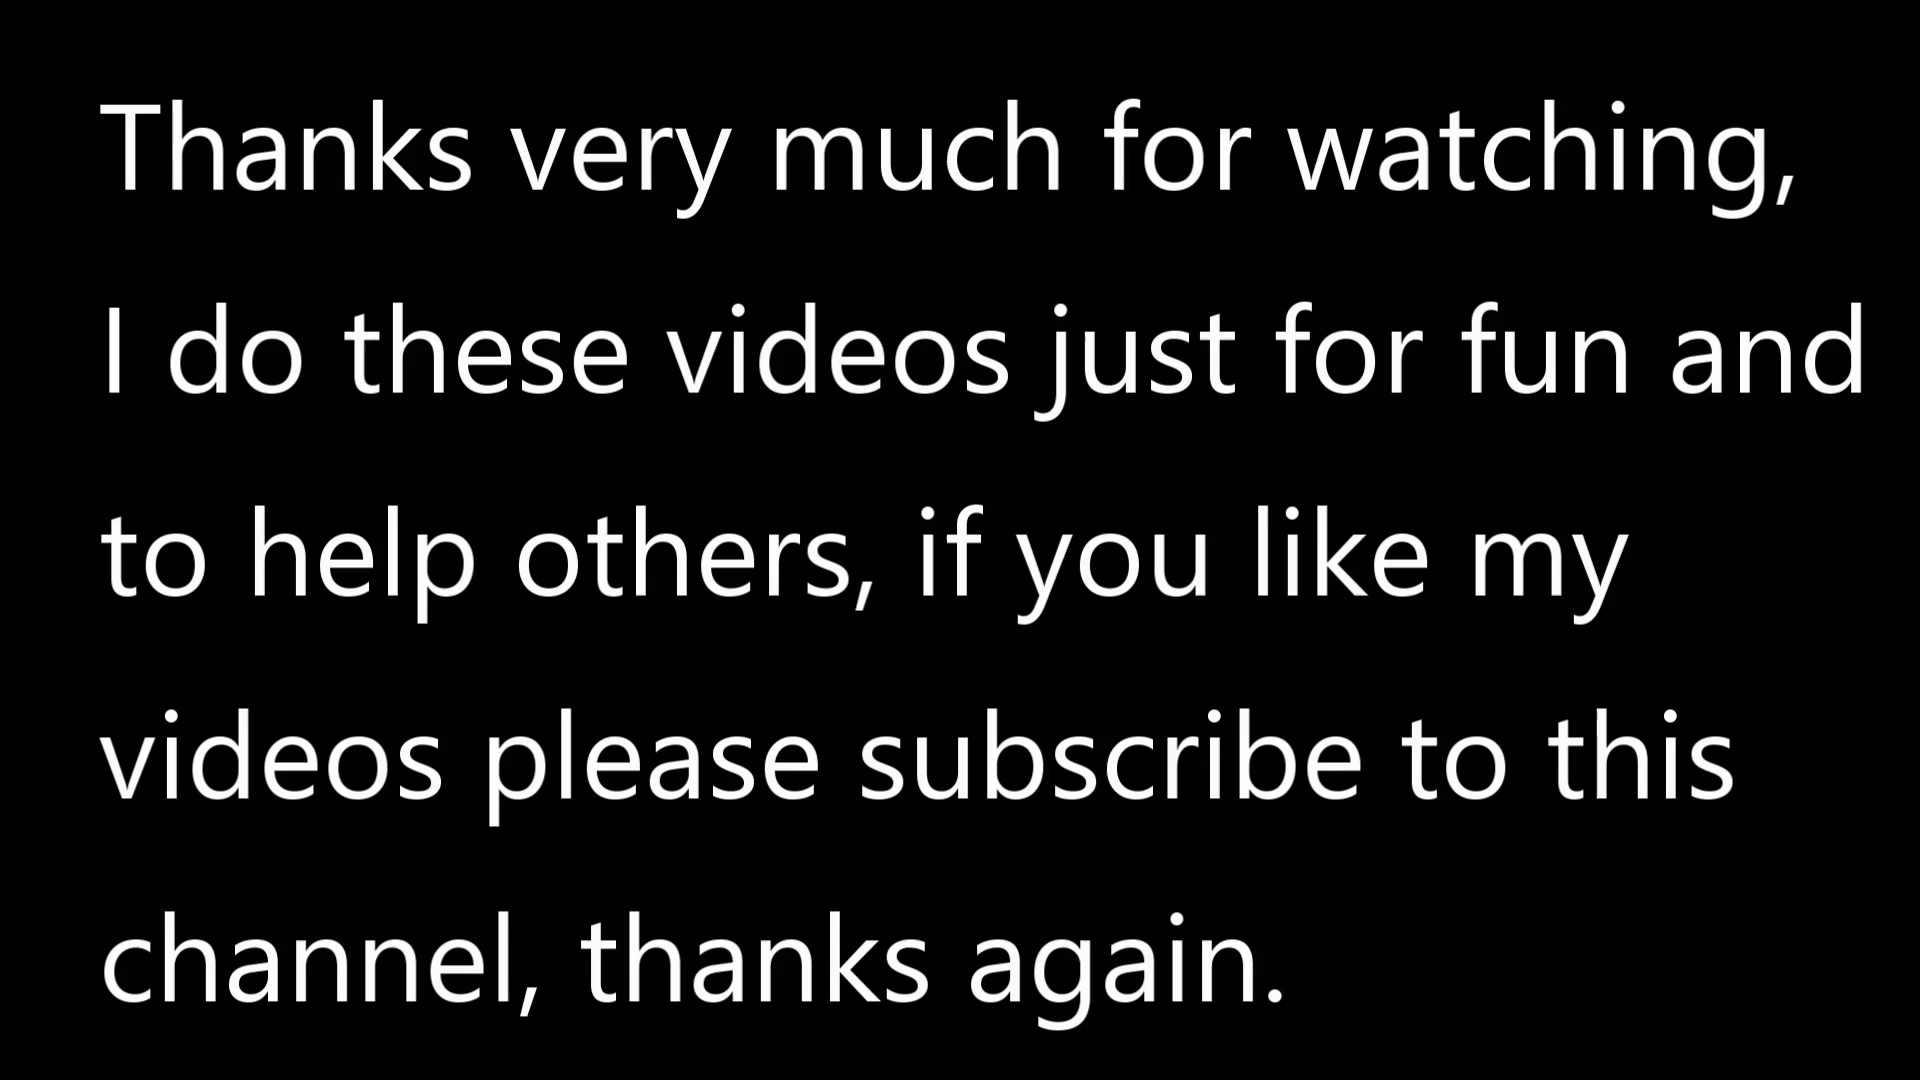 Thanks very much for watching,
I do these videos just for fun and
to help others, if you like my
videos please subscribe to this
channel, thanks again.